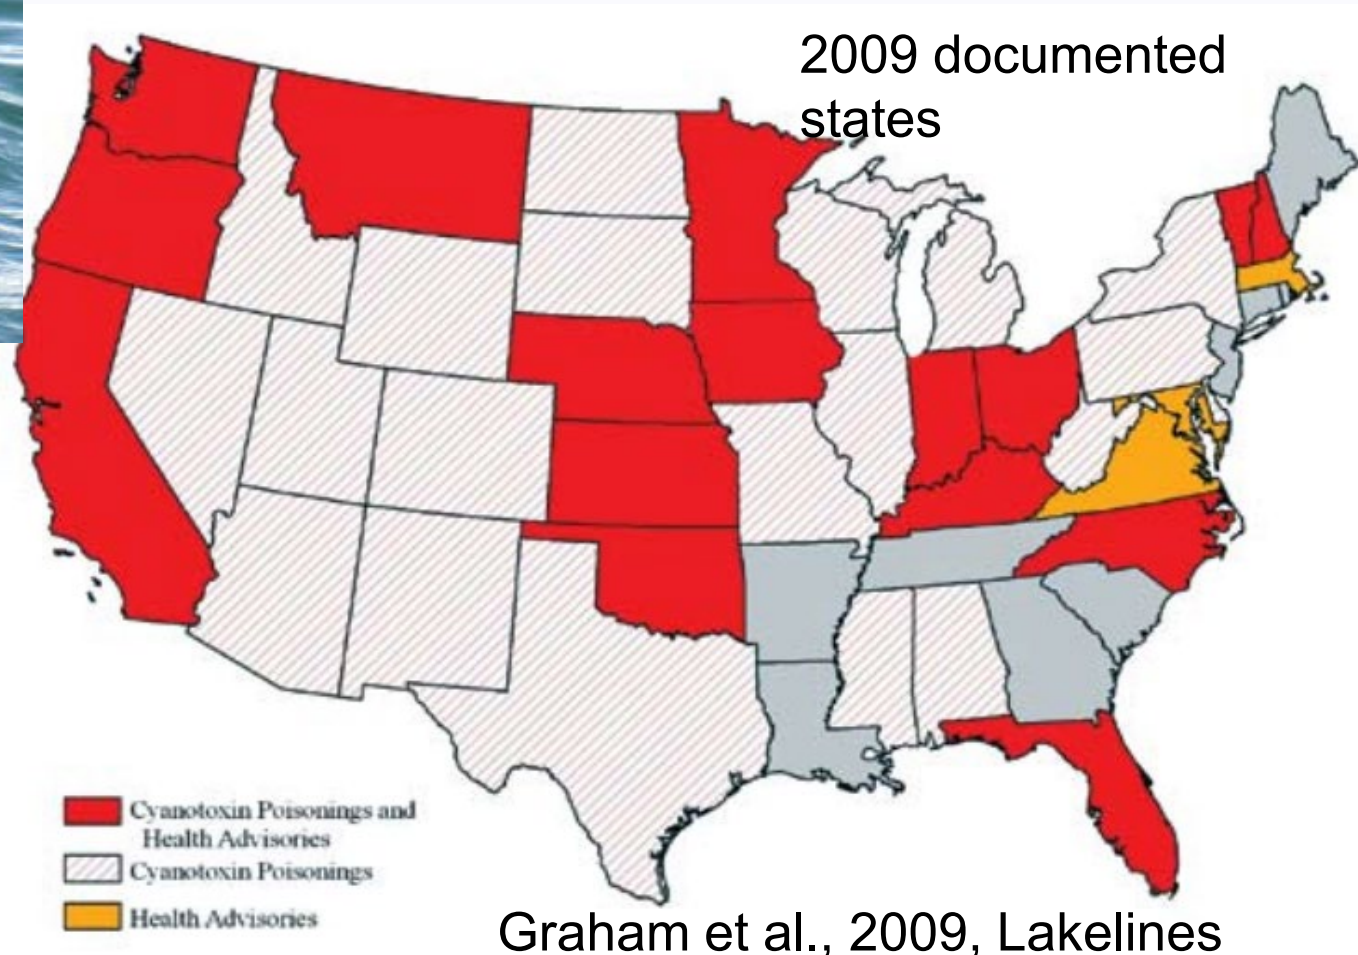 2009 documented
states
Cyanotoxin Poisonings and
Health Advisories
Cyanotoxin Poisonings
Health Advisories
Graham et al., 2009, Lakelines